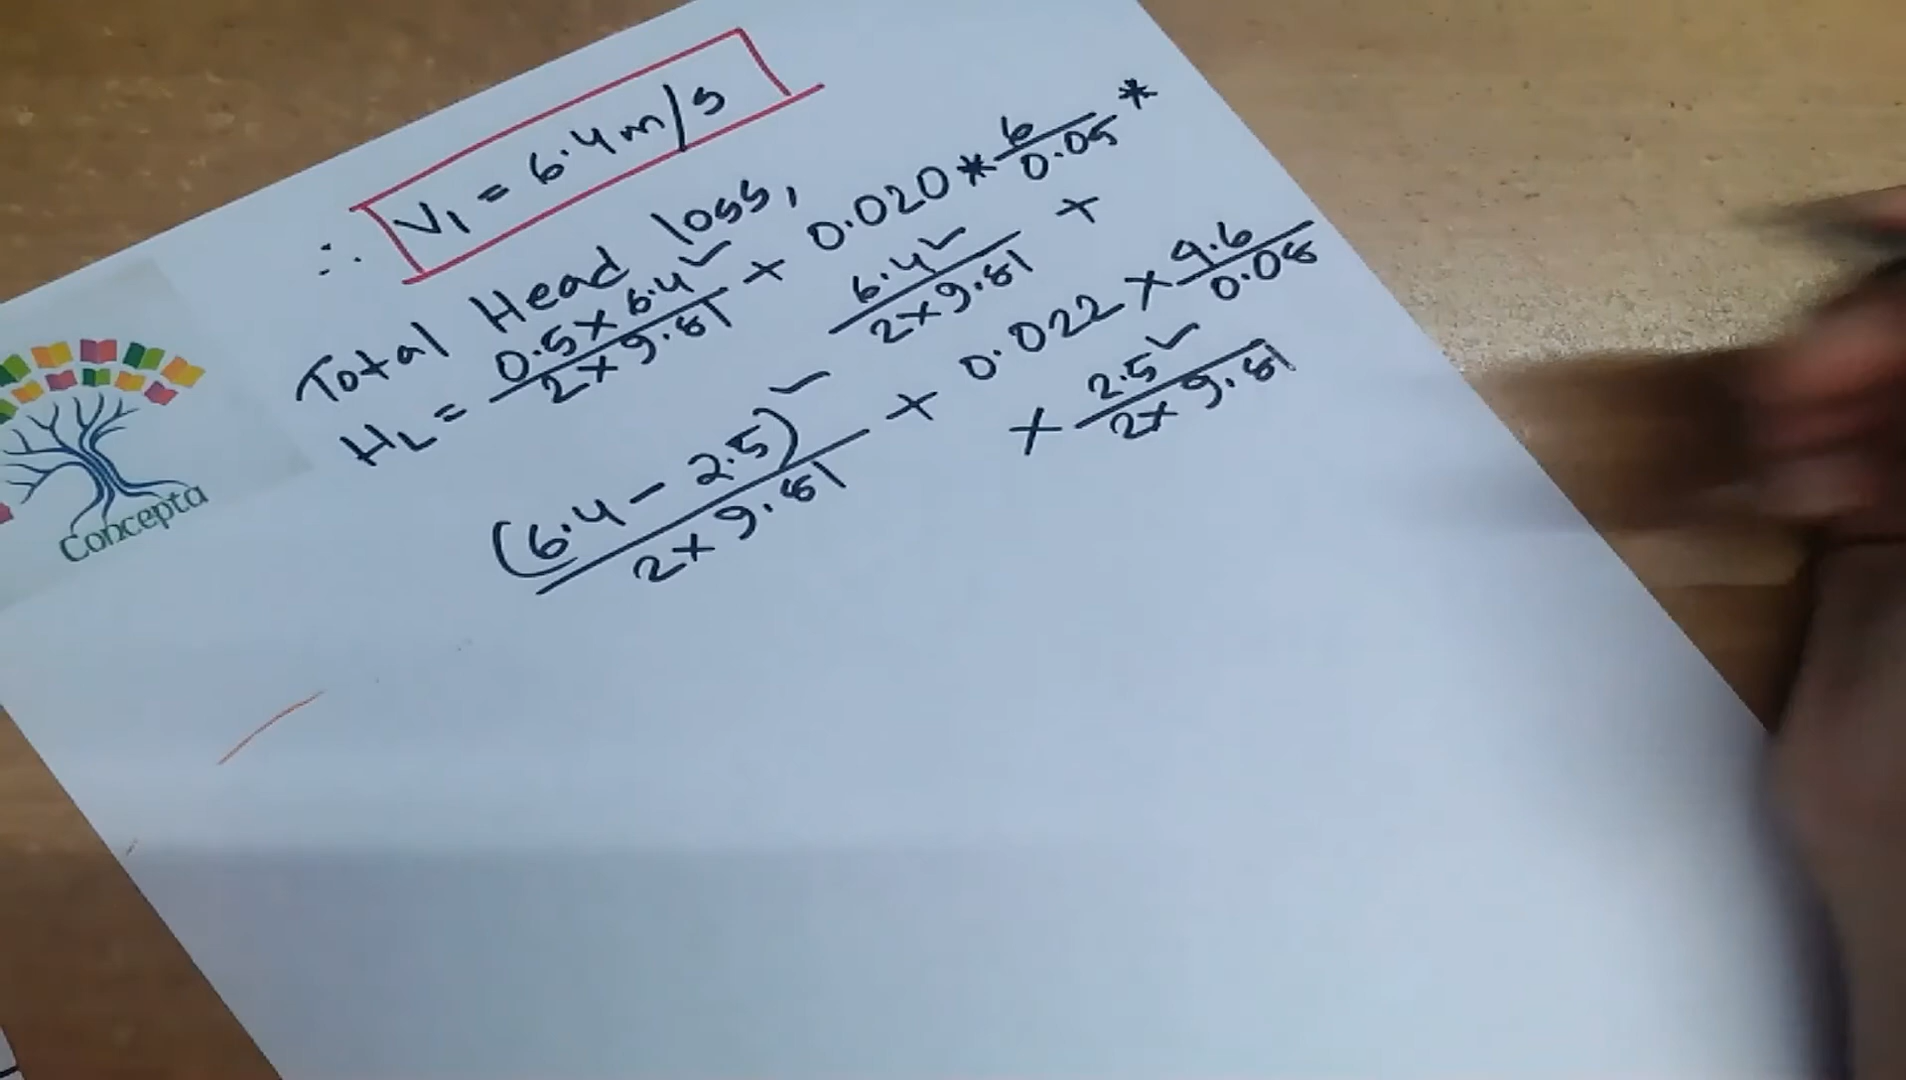 ∴ V1 = 6.4 m/s
Total Head loss,
HL = 0.5 × 6.4² / 2 × 9.81 + 0.020 * 6 / 0.05 *
6.4² / 2 × 9.81 +
(6.4 - 2.5)² / 2 × 9.81 + 0.022 × 9.6 / 0.08
× 2.5² / 2 × 9.81
Concepta